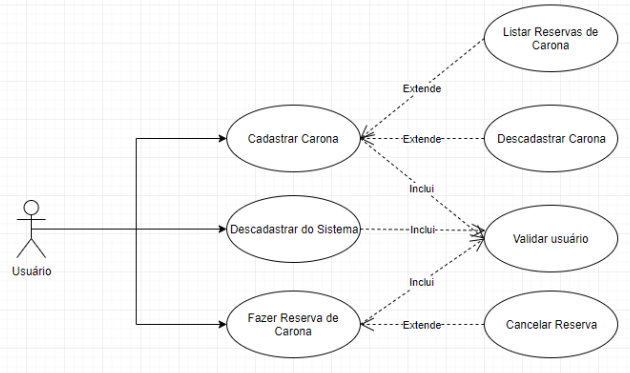 Listar Reservas de
Carona
Extende
Cadastrar Carona
Extende
Descadastrar Carona
Inclui
Descadastrar do Sistema
Inclui
Validar usuário
Usuário
Inclui
Fazer Reserva de
Carona
Extende
Cancelar Reserva